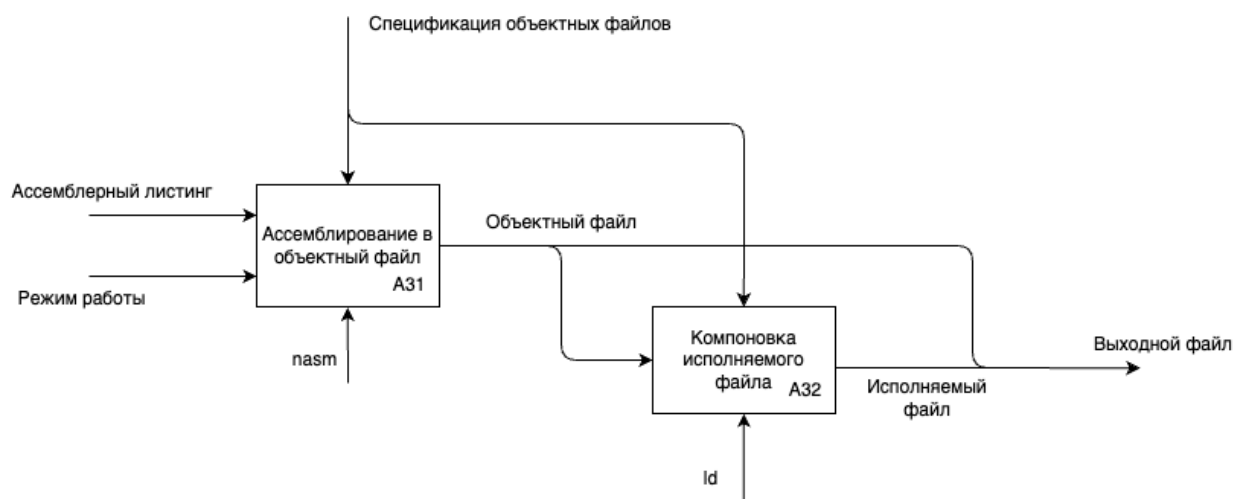 Спецификация объектных файлов
Ассемблерный листинг
Режим работы
Ассемблирование в
объектный файл
A31
nasm
Объектный файл
Компоновка
исполняемого
файла
A32
ld
Исполняемый
файл
Выходной файл